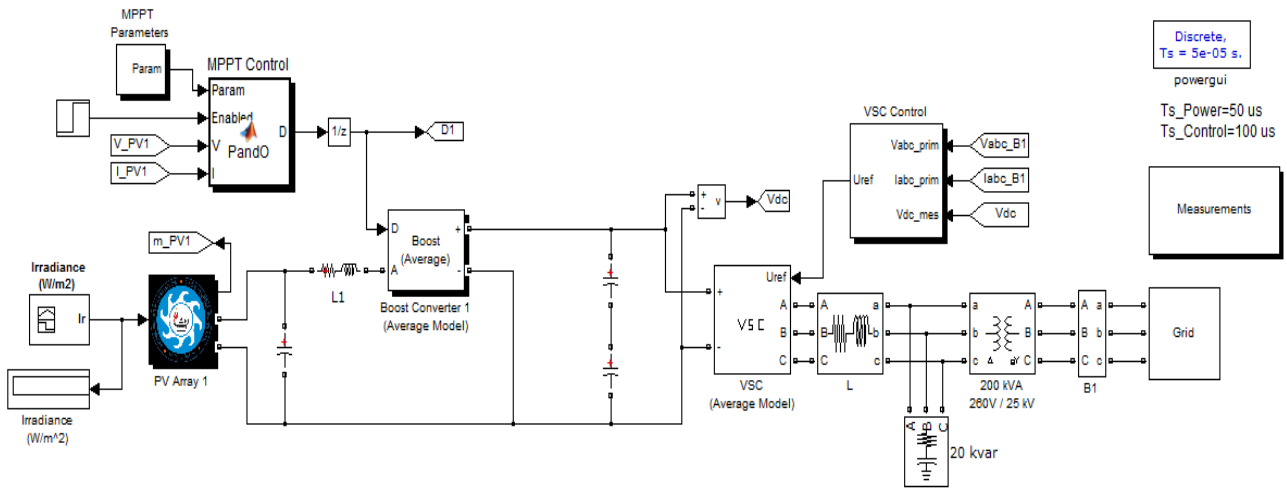 MPPT
Parameters
Param
MPPT Control
Param
Enabled
V
I
D
PandO
V_PV1
I_PV1
1/z
D1
m_PV1
Irradiance
(W/m2)
Ir
PV Array 1
Irradiance
(W/m^2)
L1
D
A
+
-
Boost
(Average)
Boost Converter 1
(Average Model)
+
-
v
Vdc
VSC Control
Uref
Vabc_prim
Iabc_prim
Vdc_mes
Vabc_B1
Iabc_B1
Vdc
Discrete,
Ts = 5e-05 s.
powergui
Ts_Power=50 us
Ts_Control=100 us
Measurements
Uref
+
-
VSC
A
B
C
VSC
(Average Model)
A
B
C
a
b
c
L
A
B
C
20 kvar
a
b
c
A
B
C
200 kVA
260V / 25 kV
A
B
C
a
b
c
B1
Grid